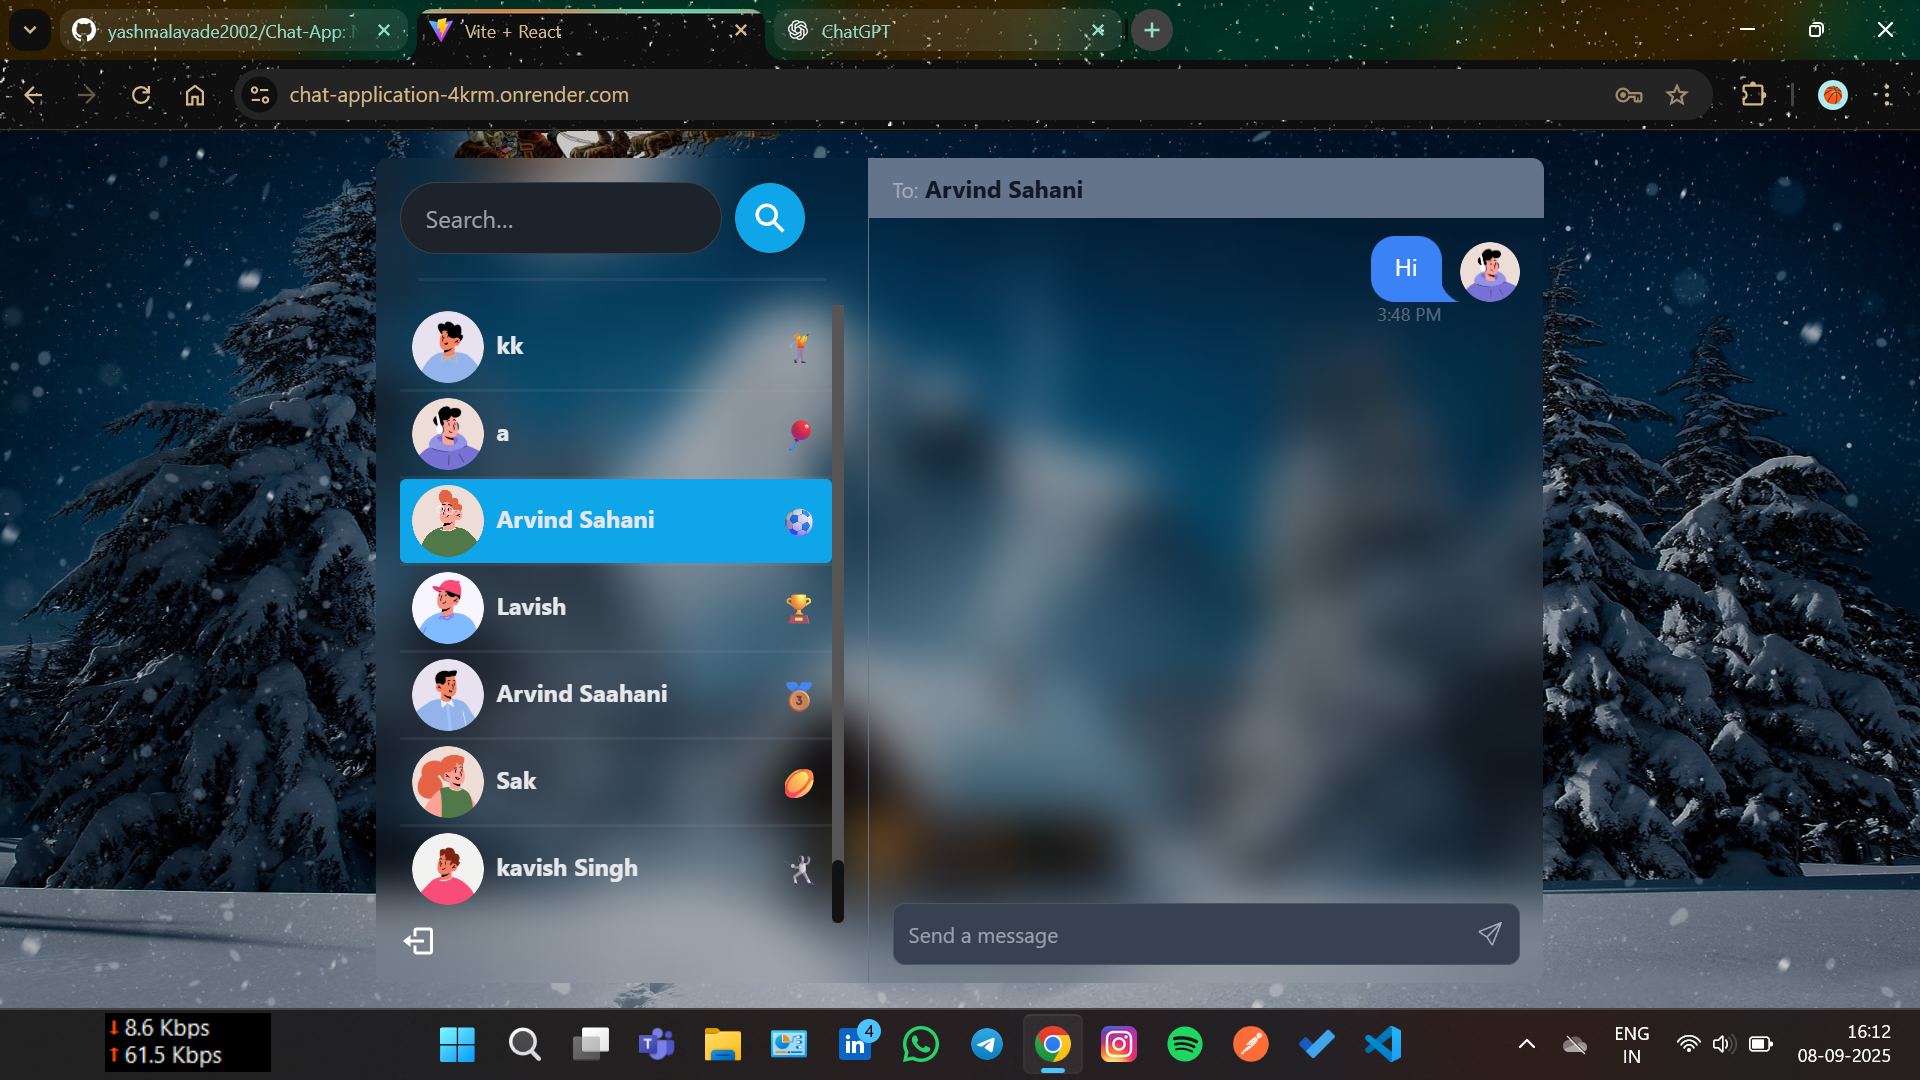 yashmalavade2002/Chat-App:
Vite + React
ChatGPT
chat-application-4krm.onrender.com
Search...
To: Arvind Sahani
Hi
3:48 PM
kk
a
Arvind Sahani
Lavish
Arvind Saahani
3
Sak
kavish Singh
Send a message
8.6 Kbps
61.5 Kbps
T
in
4
ENG
IN
16:12
08-09-2025